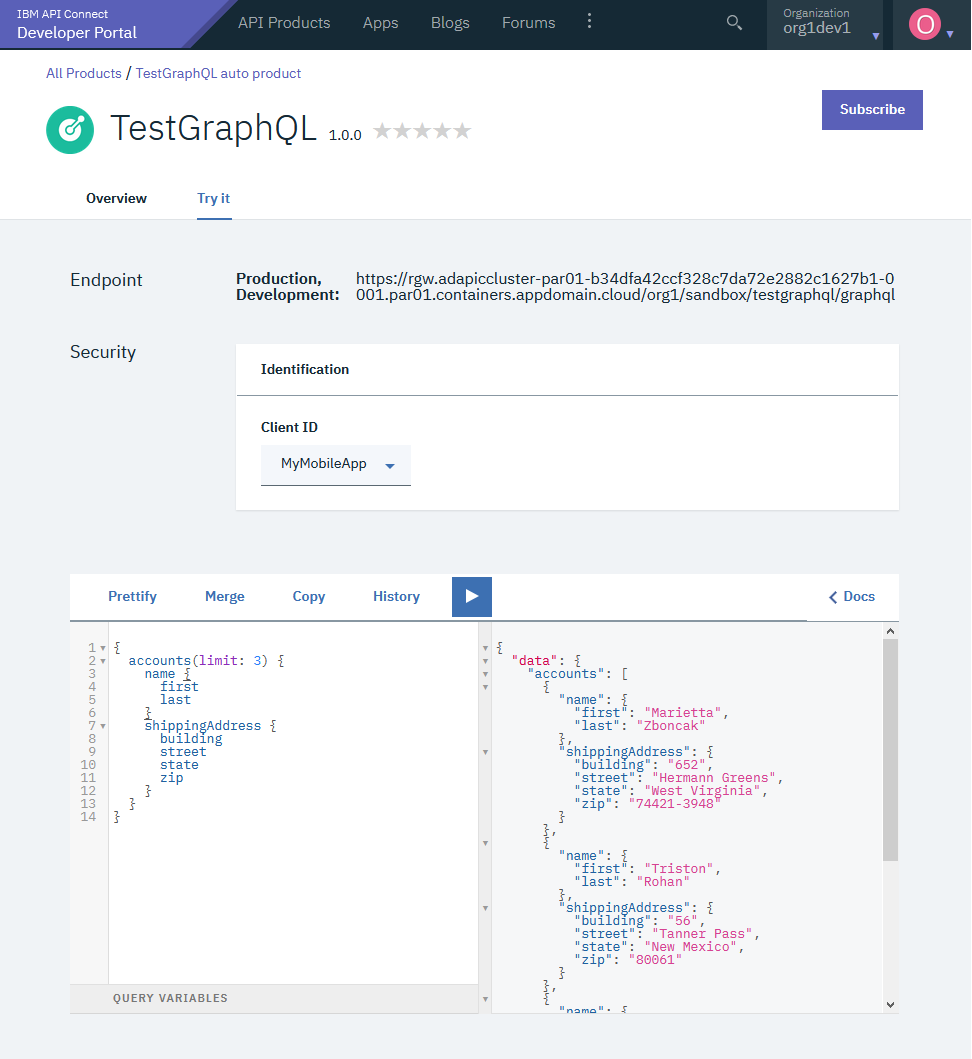 IBM API Connect
Developer Portal
API Products
Apps
Blogs
Forums
Organization
org1dev1
O
All Products / TestGraphQL auto product
TestGraphQL 1.0.0
Subscribe
Overview
Try it
Endpoint
Production, Development:
https://rgw.adapiccluster-par01-b34dfa42ccf328c7da72e2882c1627b1-0
001.par01.containers.appdomain.cloud/org1/sandbox/testgraphql/graphql
Security
Identification
Client ID
MyMobileApp
Prettify
Merge
Copy
History
Docs
1 {
2 accounts(limit: 3) {
3 name {
4 first
5 last
6 }
7 shippingAddress {
8 building
9 street
10 state
11 zip
12 }
13 }
14 }
QUERY VARIABLES
{
"data": {
"accounts": [
{
"name": {
"first": "Marietta",
"last": "Zboncak"
},
"shippingAddress": {
"building": "652",
"street": "Hermann Greens",
"state": "West Virginia",
"zip": "74421-3948"
}
},
{
"name": {
"first": "Triston",
"last": "Rohan"
},
"shippingAddress": {
"building": "56",
"street": "Tanner Pass",
"state": "New Mexico",
"zip": "80061"
}
},
{
"name": {